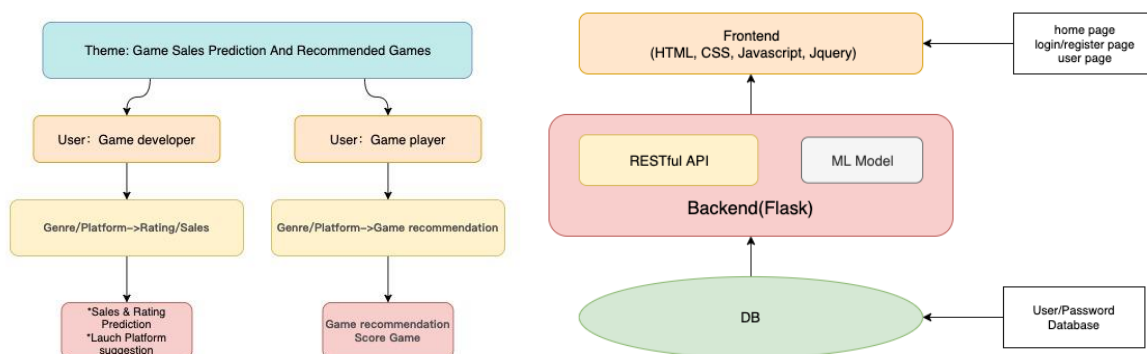 Theme: Game Sales Prediction And Recommended Games
User: Game developer
User: Game player
Genre/Platform->Rating/Sales
Genre/Platform->Game recommendation
*Sales & Rating
Prediction
*Lauch Platform
suggestion
Game recommendation
Score Game
Frontend
(HTML, CSS, Javascript, Jquery)
home page
login/register page
user page
RESTful API
ML Model
Backend(Flask)
DB
User/Password
Database